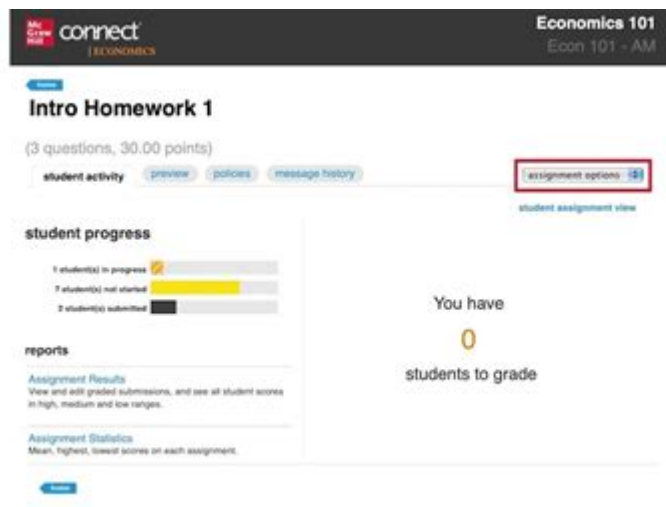 Mc Graw Hill connect
| ECONOMICS
Economics 101
Econ 101 - AM
home
Intro Homework 1
(3 questions, 30.00 points)
student activity preview policies message history
assignment options
student assignment view
student progress
1 student(s) in progress
7 student(s) not started
2 student(s) submitted
You have
0
students to grade
reports
Assignment Results
View and edit graded submissions, and see all student scores
in high, medium and low ranges.
Assignment Statistics
Mean, highest, lowest scores on each assignment.
home